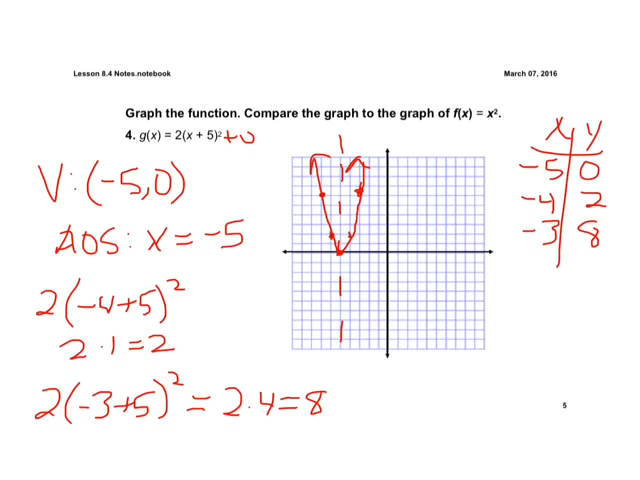 Lesson 8.4 Notes.notebook
March 07, 2016
Graph the function. Compare the graph to the graph of f(x) = x².
4. g(x) = 2(x + 5)² +0
V: (-5,0)
AOS: x = -5
2(-4+5)²
2·1=2
2(-3+5)² = 2·4=8
x, y
-5 0
-4 2
-3 8
5